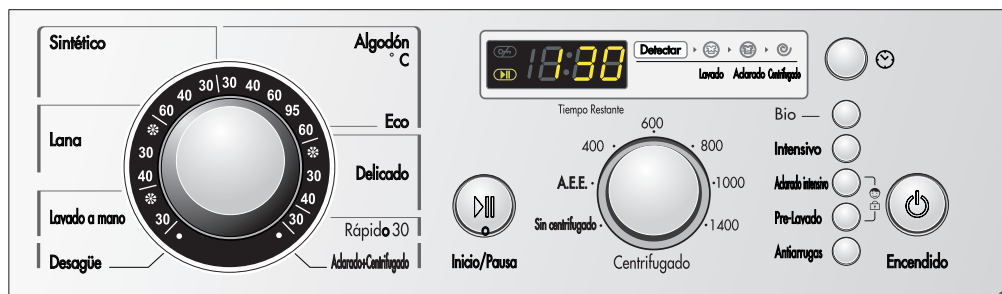 Sintético
Algodón
° C
30 30 40 60 95 60 30 40 30
60 40 30
30 40 30
Lana
Eco
Delicado
Lavado a mano
Rápido 30
Desagüe
Aclarado+Centrifugado
1:30
Detectar
Lavado Aclarado Centrifugado
Tiempo Restante
400 600 800 1000 1400
A.E.E.
Sin centrifugado
Centrifugado
Inicio/Pausa
Bio
Intensivo
Aclarado intensivo
Pre-Lavado
Antiarrugas
Encendido